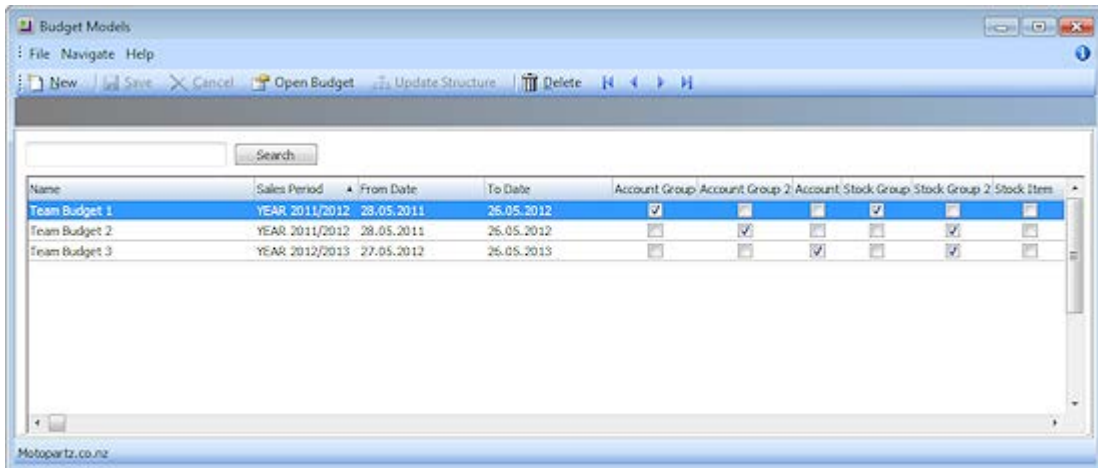 Budget Models
File Navigate Help
New Save Cancel Open Budget Update Structure Delete
Search
Name Sales Period From Date To Date Account Group Account Group 2 Account Stock Group Stock Group 2 Stock Item
Team Budget 1 YEAR 2011/2012 28.05.2011 26.05.2012
Team Budget 2 YEAR 2011/2012 28.05.2011 26.05.2012
Team Budget 3 YEAR 2012/2013 27.05.2012 26.05.2013
Motopartz.co.nz